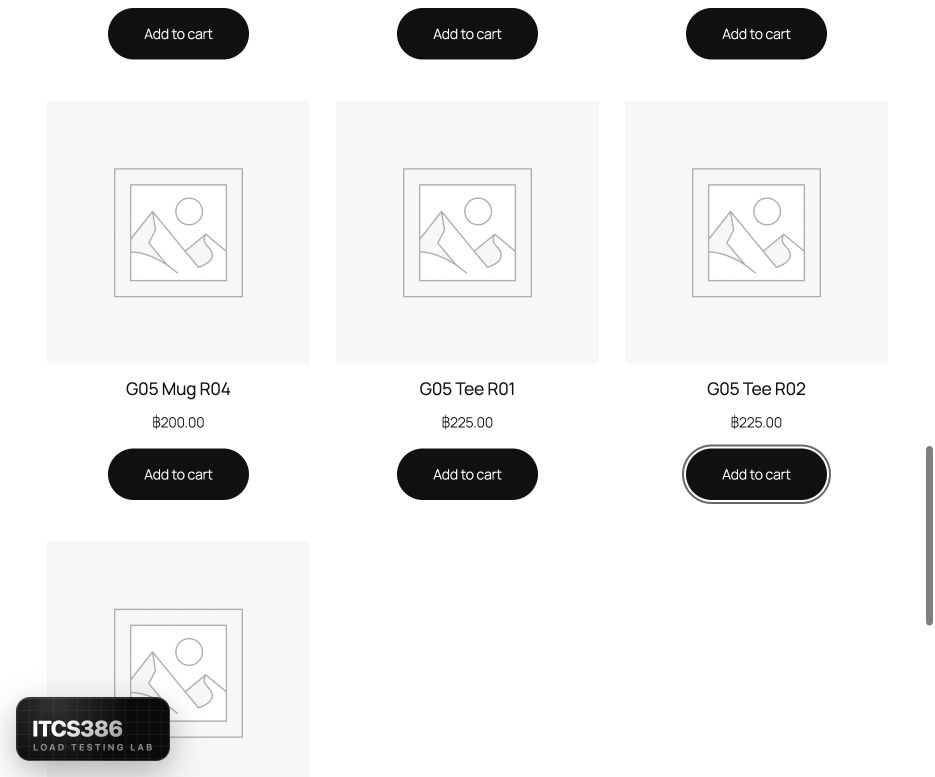 Add to cart
Add to cart
Add to cart
G05 Mug R04
G05 Tee R01
G05 Tee R02
฿200.00
฿225.00
฿225.00
Add to cart
Add to cart
Add to cart
ITCS386
LOAD TESTING LAB